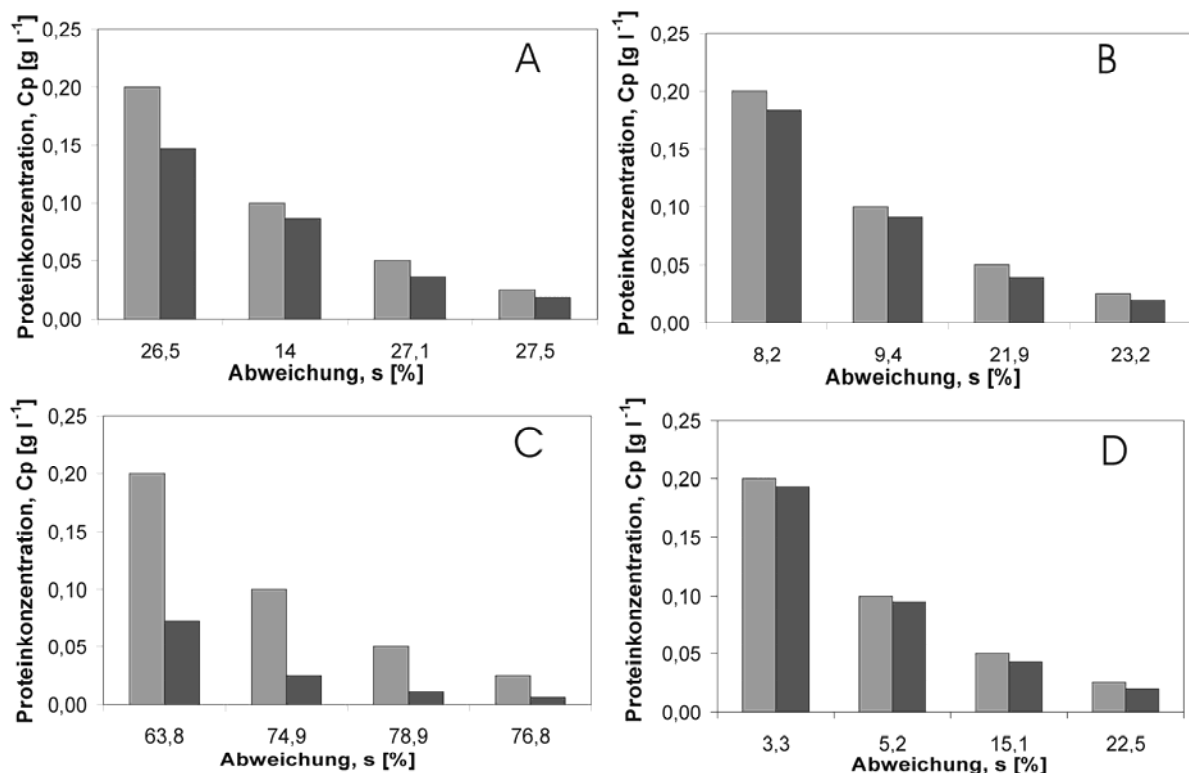 A
Proteinkonzentration, Cp [g l⁻¹]
0,25
0,20
0,15
0,10
0,05
0,00
26,5 14 27,1 27,5
Abweichung, s [%]
B
Proteinkonzentration, Cp [g l⁻¹]
0,25
0,20
0,15
0,10
0,05
0,00
8,2 9,4 21,9 23,2
Abweichung, s [%]
C
Proteinkonzentration, Cp [g l⁻¹]
0,25
0,20
0,15
0,10
0,05
0,00
63,8 74,9 78,9 76,8
Abweichung, s [%]
D
Proteinkonzentration, Cp [g l⁻¹]
0,25
0,20
0,15
0,10
0,05
0,00
3,3 5,2 15,1 22,5
Abweichung, s [%]